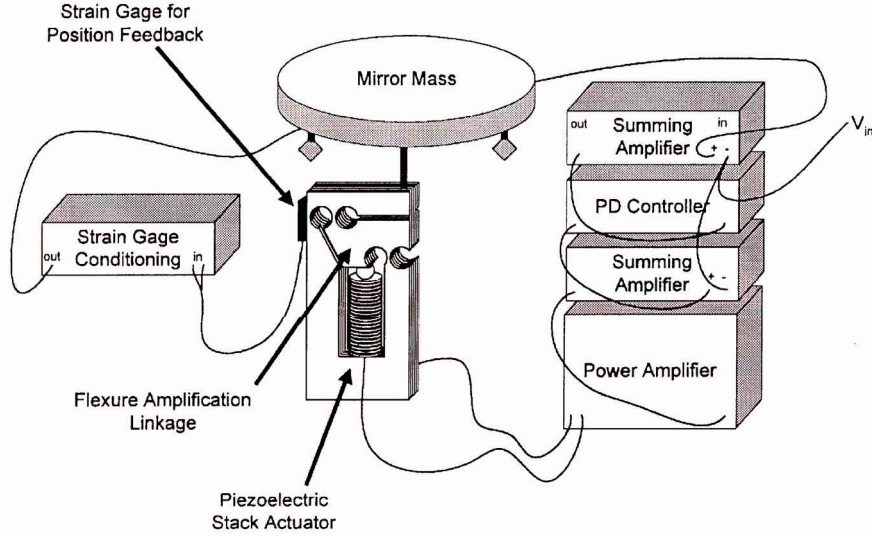 Strain Gage for
Position Feedback
Mirror Mass
out
in
Summing
Amplifier
+ -
V_in
PD Controller
Strain Gage
Conditioning
out
in
Summing
Amplifier
+ -
Power Amplifier
Flexure Amplification
Linkage
Piezoelectric
Stack Actuator